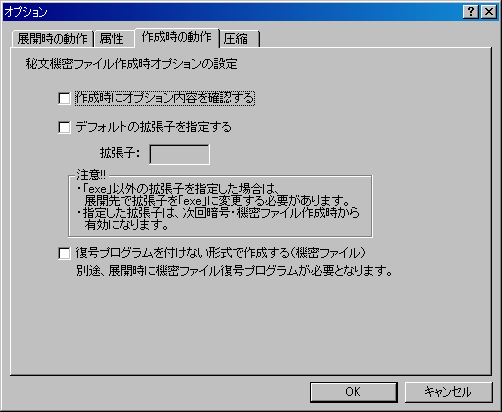 オプション
展開時の動作 属性 作成時の動作 圧縮
秘文機密ファイル作成時オプションの設定
作成時にオプション内容を確認する
デフォルトの拡張子を指定する
拡張子:
注意!!
・「exe」以外の拡張子を指定した場合は、
展開先で拡張子を「exe」に変更する必要があります。
・指定した拡張子は、次回暗号・機密ファイル作成時から
有効になります。
復号プログラムを付けない形式で作成する(機密ファイル)
別途、展開時に機密ファイル復号プログラムが必要となります。
OK キャンセル